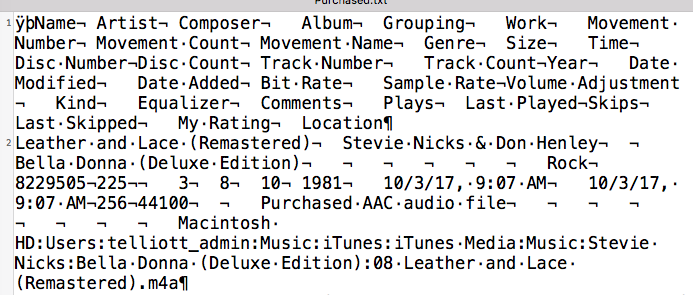 Purchased.txt
1 ÿþName¬ Artist¬ Composer¬ Album¬ Grouping¬ Work¬ Movement·
Number¬ Movement·Count¬ Movement·Name¬ Genre¬ Size¬ Time¬
Disc·Number¬Disc·Count¬ Track·Number¬ Track·Count¬Year¬ Date·
Modified¬ Date·Added¬ Bit·Rate¬ Sample·Rate¬Volume·Adjustment
¬ Kind¬ Equalizer¬ Comments¬ Plays¬ Last·Played¬Skips¬
Last·Skipped¬ My·Rating¬ Location¶
2 Leather·and·Lace·(Remastered)¬ Stevie·Nicks·&·Don·Henley¬ ¬
Bella·Donna·(Deluxe·Edition)¬ ¬ ¬ ¬ ¬ ¬ Rock¬
8229505¬225¬¬ 3¬ 8¬ 10¬ 1981¬ 10/3/17,·9:07·AM¬ 10/3/17,·
9:07·AM¬256¬44100¬ ¬ Purchased·AAC·audio·file¬ ¬ ¬ ¬
¬ ¬ ¬ ¬ Macintosh·
HD:Users:telliott_admin:Music:iTunes:iTunes·Media:Music:Stevie·
Nicks:Bella·Donna·(Deluxe·Edition):08·Leather·and·Lace·
(Remastered).m4a¶